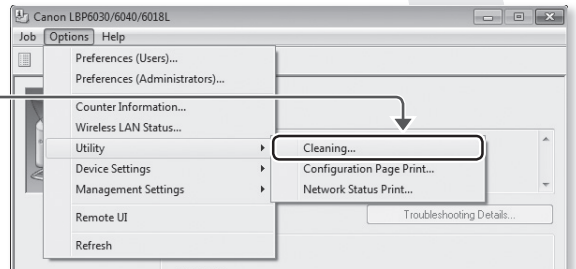 Canon LBP6030/6040/6018L
Job Options Help
Preferences (Users)...
Preferences (Administrators)...
Counter Information...
Wireless LAN Status...
Utility
Cleaning...
Device Settings
Configuration Page Print...
Management Settings
Network Status Print...
Remote UI
Troubleshooting Details...
Refresh